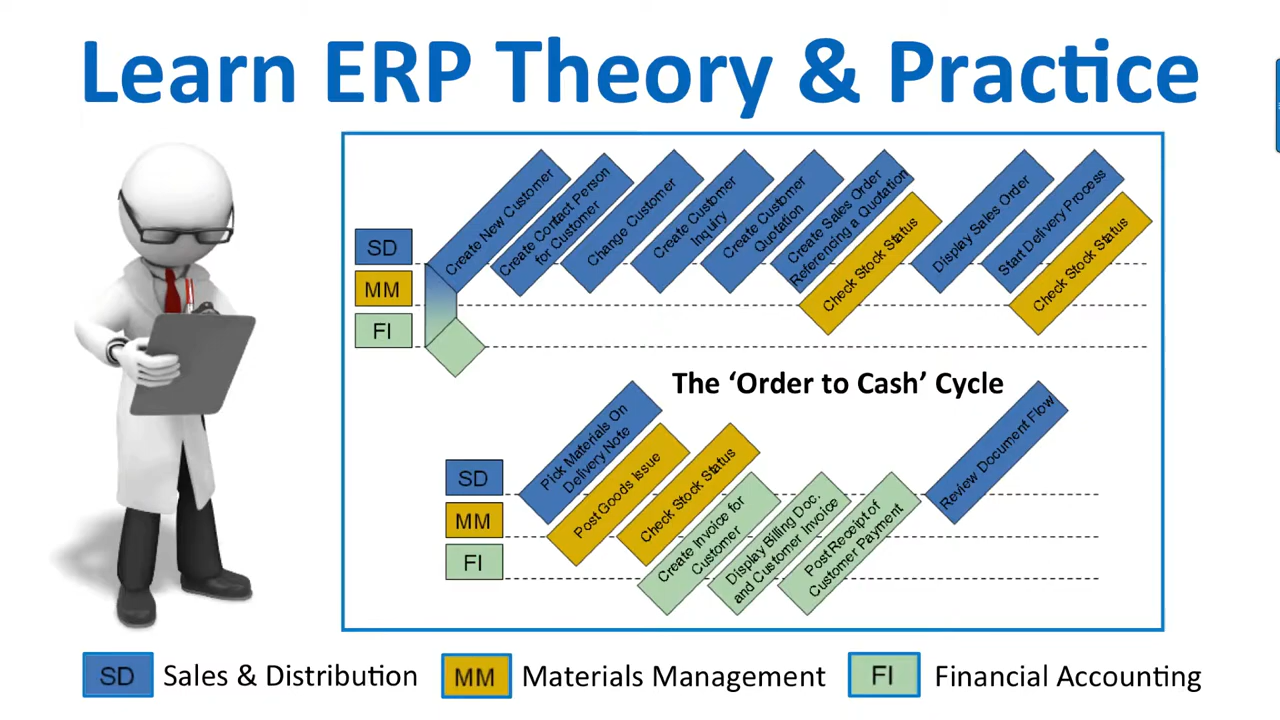 Learn ERP Theory & Practice
SD
MM
FI
Create New Customer
Create Contact Person
for Customer
Change Customer
Create Customer
Inquiry
Create Customer
Quotation
Create Sales Order
Referencing a Quotation
Check Stock Status
Display Sales Order
Start Delivery Process
Check Stock Status
The ‘Order to Cash’ Cycle
SD
MM
FI
Pick Materials On
Delivery Note
Post Goods Issue
Check Stock Status
Create Invoice for
Customer
Display Billing Doc.
and Customer Invoice
Post Receipt of
Customer Payment
Review Document Flow
SD Sales & Distribution
MM Materials Management
FI Financial Accounting